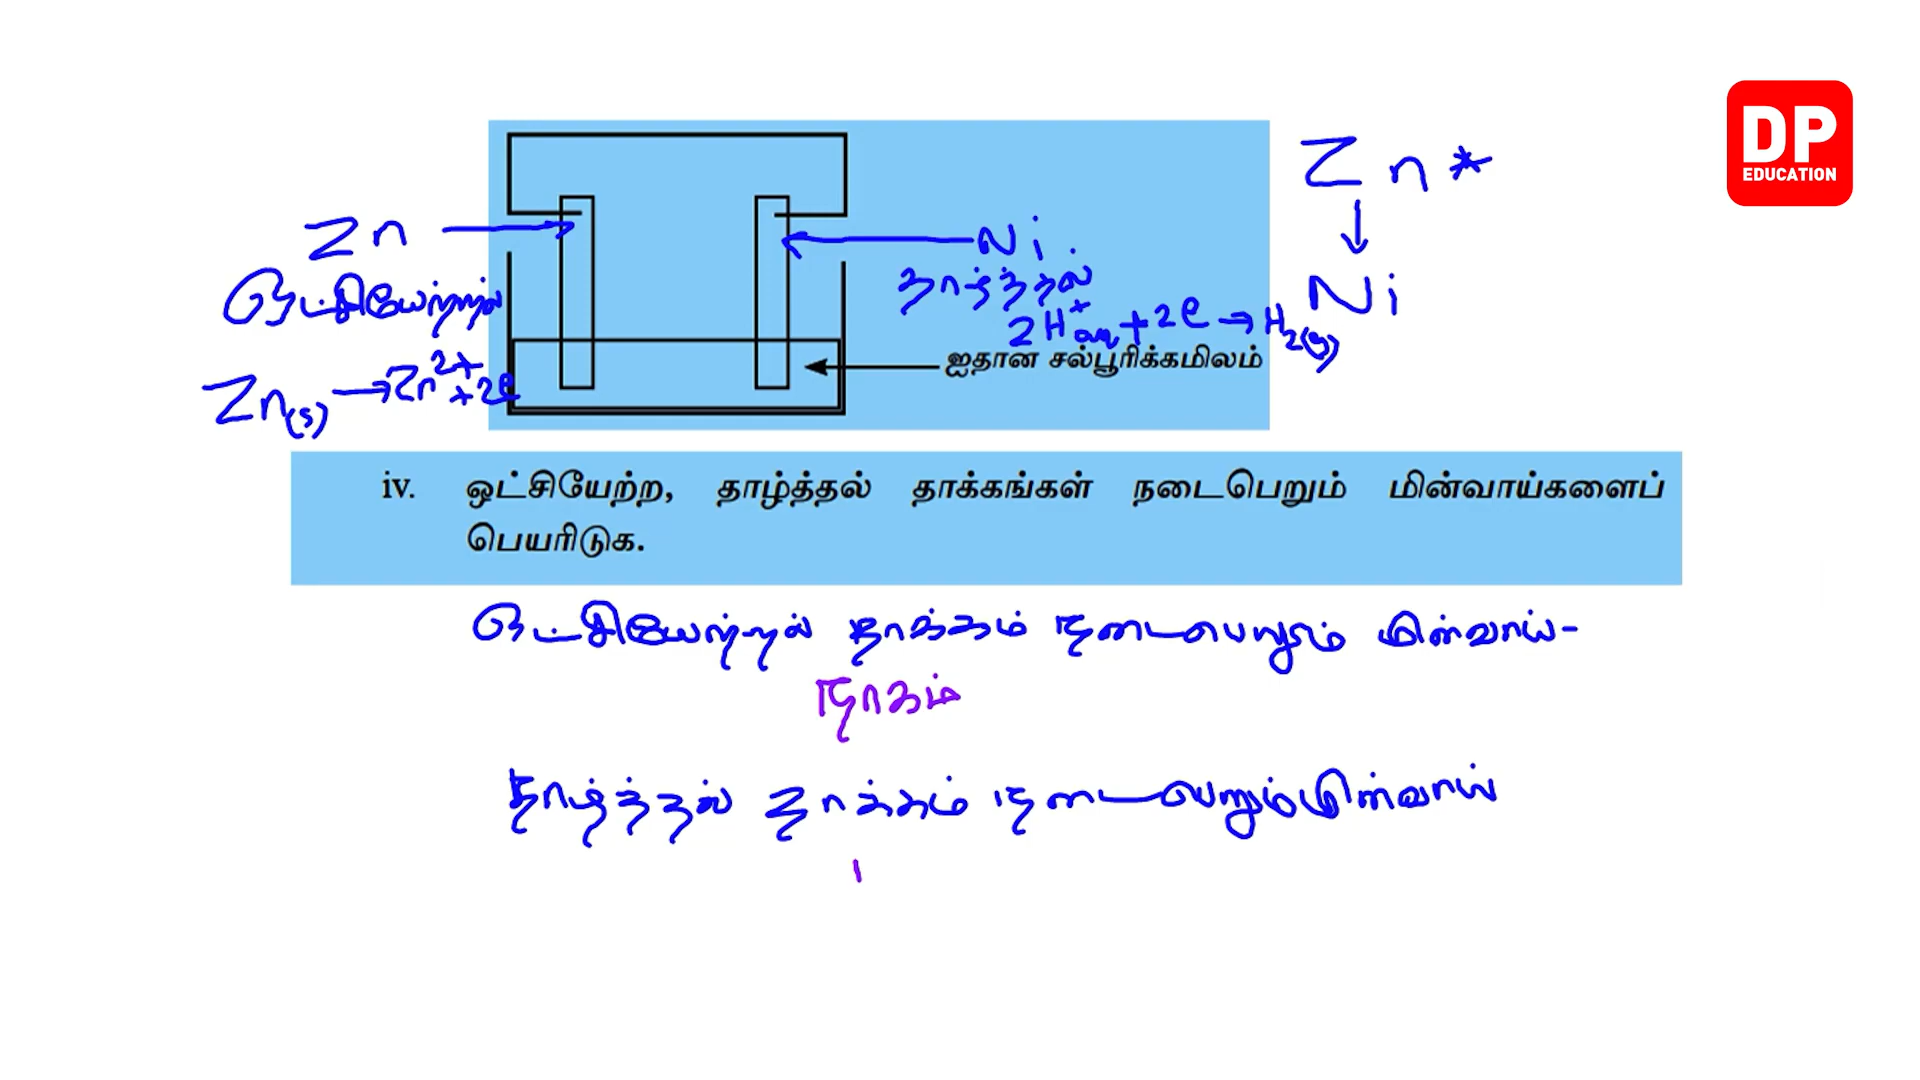 DP
EDUCATION
Zn *
Zn
Ni
ஒட்சியேற்றல்
தாழ்த்தல்
Ni
2H⁺aq + 2e → H₂(g)
ஐதான சல்பூரிக்கமிலம்
Zn(s) → Zn²⁺ + 2e
iv. ஒட்சியேற்ற, தாழ்த்தல் தாக்கங்கள் நடைபெறும் மின்வாய்களைப்
பெயரிடுக.
ஒட்சியேற்றல் தாக்கம் நடைபெறும் மின்வாய்-
நாகம்
தாழ்த்தல் தாக்கம் நடைபெறும் மின்வாய்